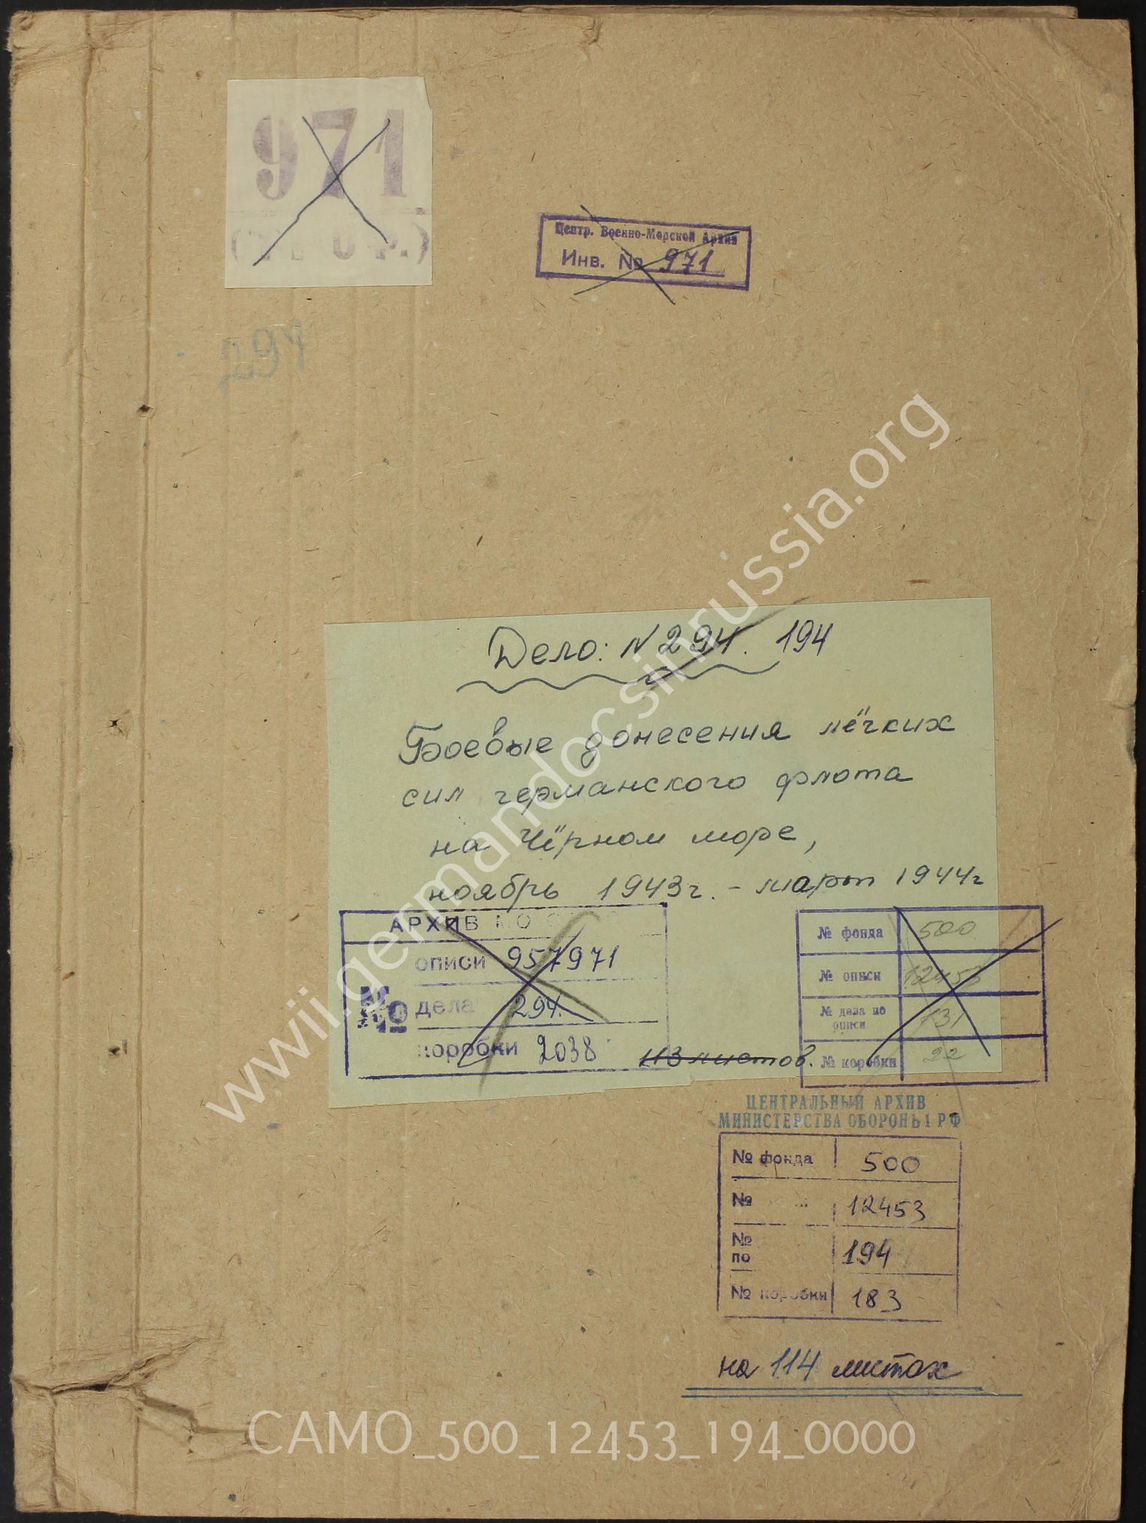 971
Центр. Военно-Морской Архив
Инв. № 971
294
Дело: N 294. 194
Боевые донесения лёгких
сил германского флота
на Чёрном море,
ноябрь 1943г. - март 1944г
АРХИВ
описи 957971
№ дела 294.
коробки 2038
113 листов.
№ фонда 500
№ описи 12453
№ дела по описи 131
№ коробки 22
ЦЕНТРАЛЬНЫЙ АРХИВ
МИНИСТЕРСТВА ОБОРОНЫ РФ
№ фонда 500
№ 12453
№ по 194
№ коробки 183
на 114 листах
www.germandocsinrussia.org
CAMO_500_12453_194_0000